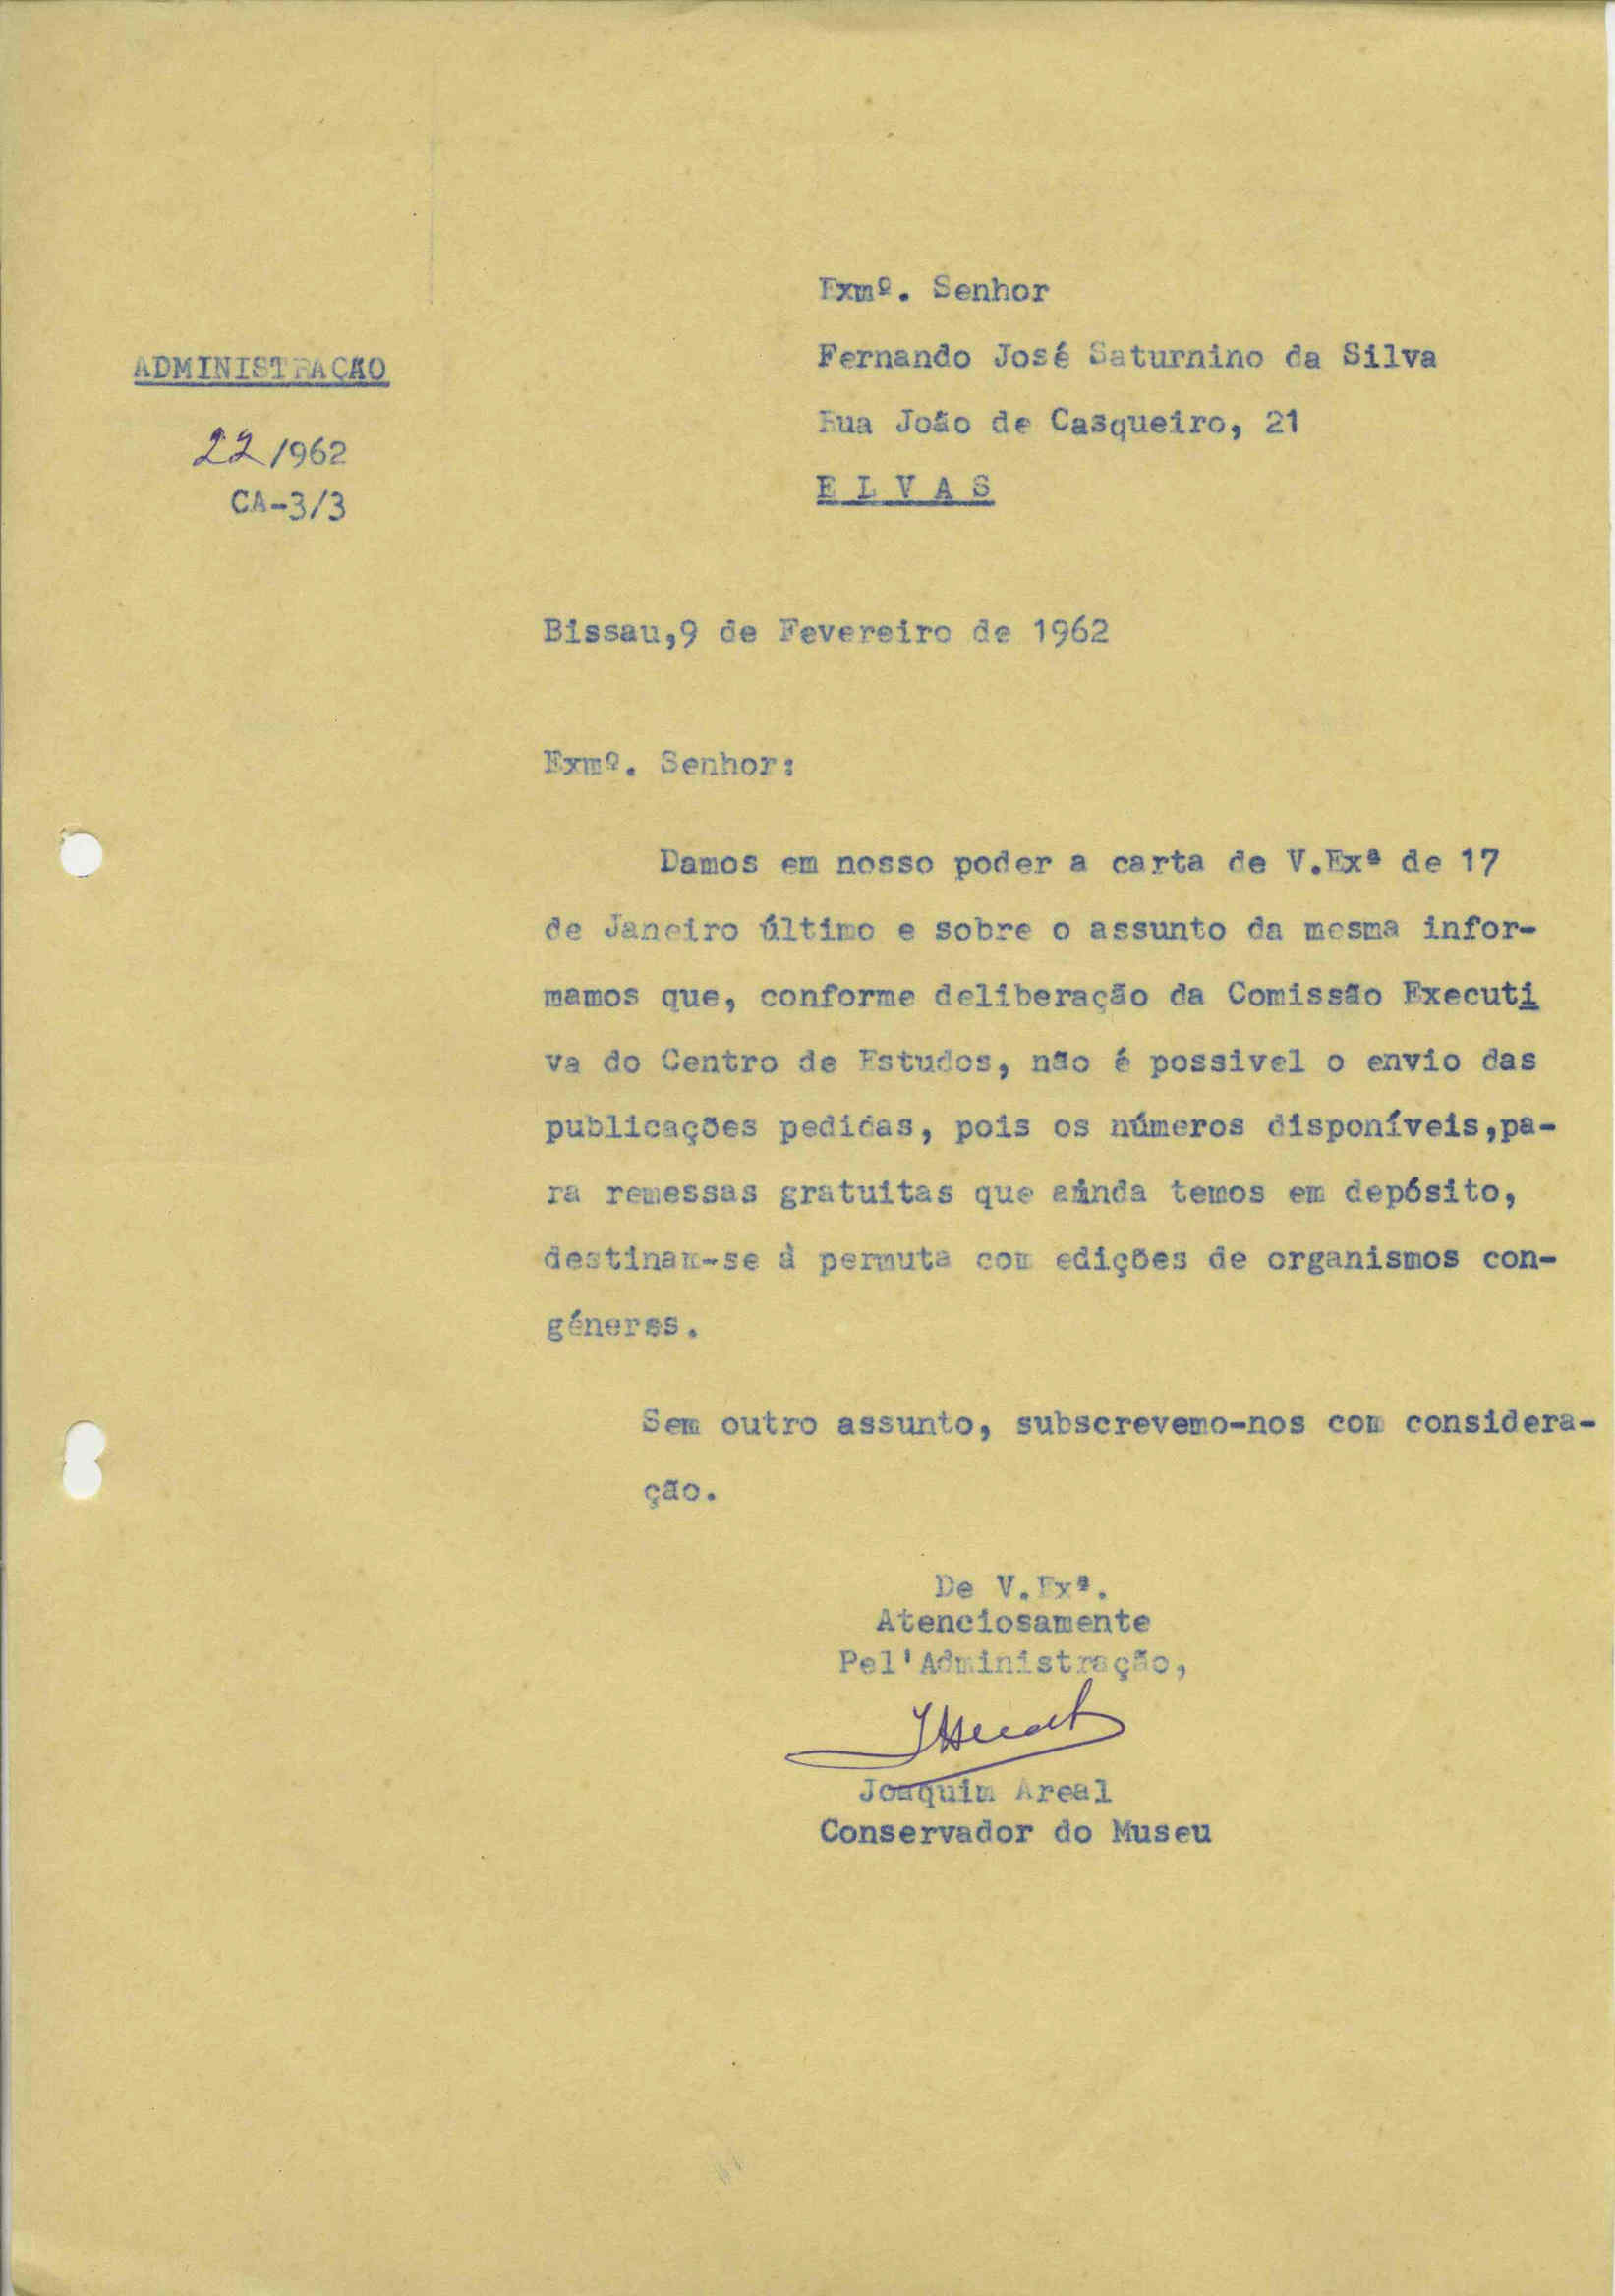 Exmº. Senhor
Fernando José Saturnino da Silva
Rua João de Casqueiro, 21
E L V A S
ADMINISTRAÇÃO
22/1962
CA-3/3
Bissau,9 de Fevereiro de 1962
Exmº. Senhor:
Damos em nosso poder a carta de V.Exª de 17
de Janeiro último e sobre o assunto da mesma infor-
mamos que, conforme deliberação da Comissão Executi
va do Centro de Estudos, não é possivel o envio das
publicações pedidas, pois os números disponíveis,pa-
ra remessas gratuitas que ainda temos em depósito,
destinam-se à permuta com edições de organismos con-
géneres.
Sem outro assunto, subscrevemo-nos com considera-
ção.
De V.Exª.
Atenciosamente
Pel'Administração,
Joaquim Areal
Conservador do Museu